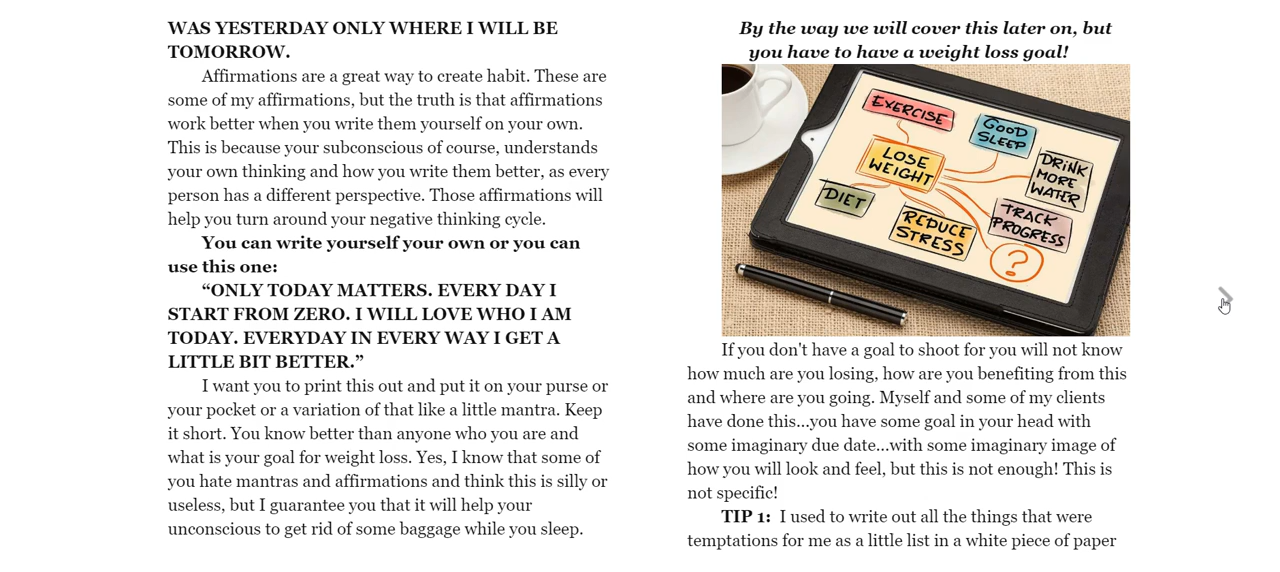 WAS YESTERDAY ONLY WHERE I WILL BE
TOMORROW.
Affirmations are a great way to create habit. These are
some of my affirmations, but the truth is that affirmations
work better when you write them yourself on your own.
This is because your subconscious of course, understands
your own thinking and how you write them better, as every
person has a different perspective. Those affirmations will
help you turn around your negative thinking cycle.
You can write yourself your own or you can
use this one:
“ONLY TODAY MATTERS. EVERY DAY I
START FROM ZERO. I WILL LOVE WHO I AM
TODAY. EVERYDAY IN EVERY WAY I GET A
LITTLE BIT BETTER.”
I want you to print this out and put it on your purse or
your pocket or a variation of that like a little mantra. Keep
it short. You know better than anyone who you are and
what is your goal for weight loss. Yes, I know that some of
you hate mantras and affirmations and think this is silly or
useless, but I guarantee you that it will help your
unconscious to get rid of some baggage while you sleep.
By the way we will cover this later on, but
you have to have a weight loss goal!
EXERCISE
GOOD
SLEEP
LOSE
WEIGHT
DRINK
MORE
WATER
DIET
REDUCE
STRESS
TRACK
PROGRESS
?
If you don't have a goal to shoot for you will not know
how much are you losing, how are you benefiting from this
and where are you going. Myself and some of my clients
have done this...you have some goal in your head with
some imaginary due date...with some imaginary image of
how you will look and feel, but this is not enough! This is
not specific!
TIP 1: I used to write out all the things that were
temptations for me as a little list in a white piece of paper